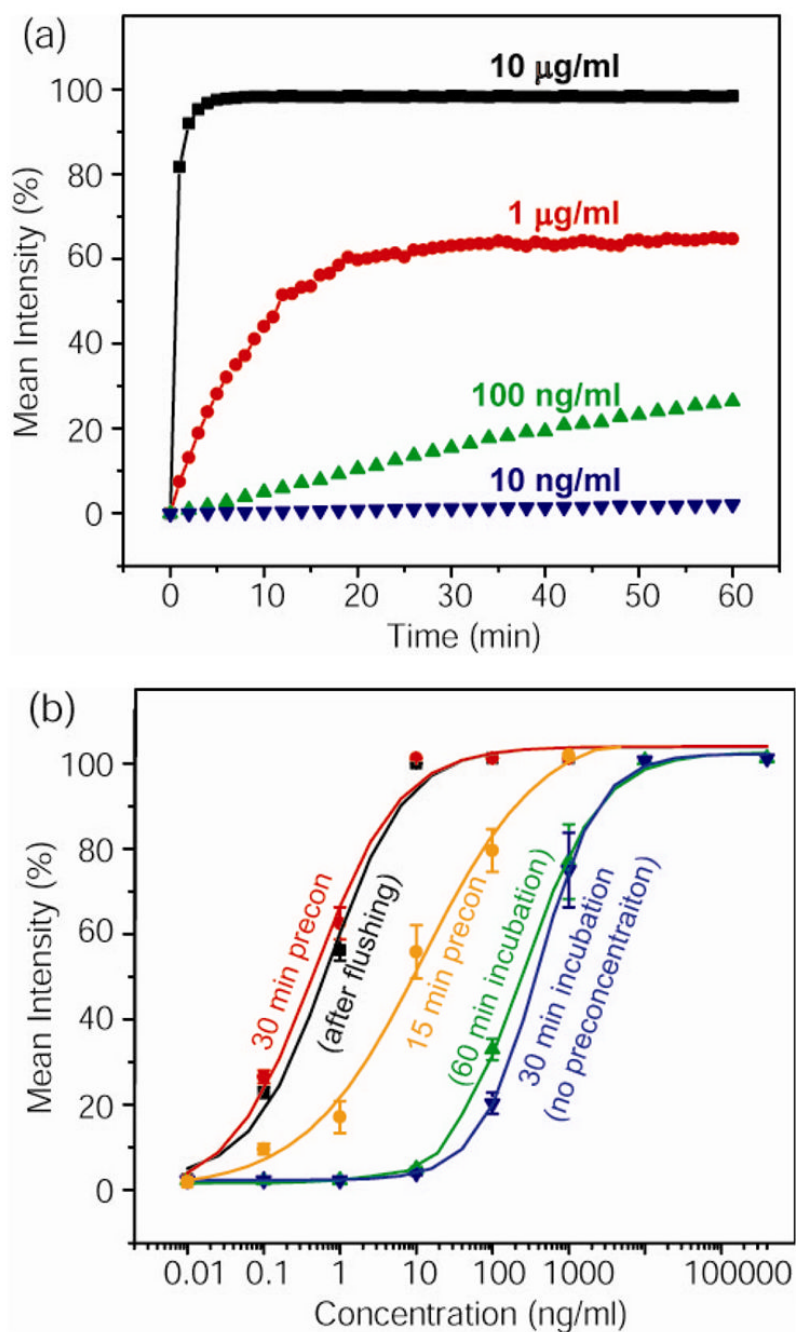 (a)
10 μg/ml
1 μg/ml
100 ng/ml
10 ng/ml
Mean Intensity (%)
100
80
60
40
20
0
0 10 20 30 40 50 60
Time (min)
(b)
30 min precon
(after flushing)
15 min precon
(60 min incubation)
30 min incubation
(no preconcentraiton)
Mean Intensity (%)
100
80
60
40
20
0
0.01 0.1 1 10 100 1000 100000
Concentration (ng/ml)